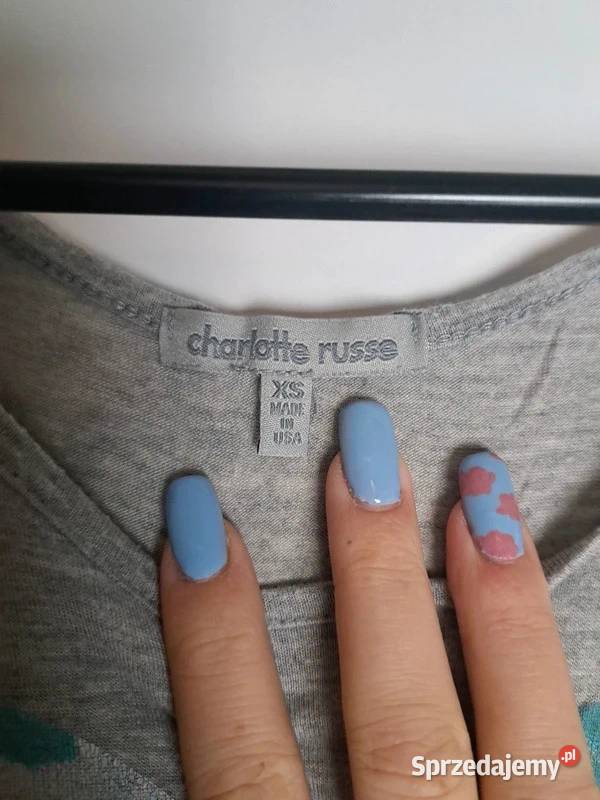 charlotte russe
XS
MADE
IN
USA
Sprzedajemy.pl